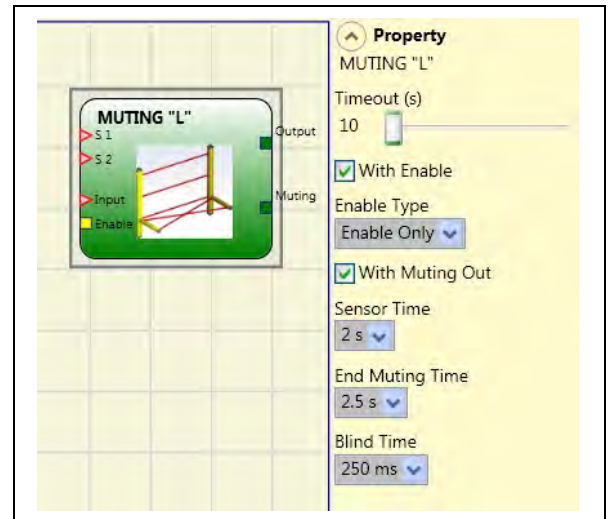 MUTING "L"
S 1
S 2
Input
Enable
Output
Muting
Property
MUTING "L"
Timeout (s)
10
With Enable
Enable Type
Enable Only
With Muting Out
Sensor Time
2 s
End Muting Time
2.5 s
Blind Time
250 ms